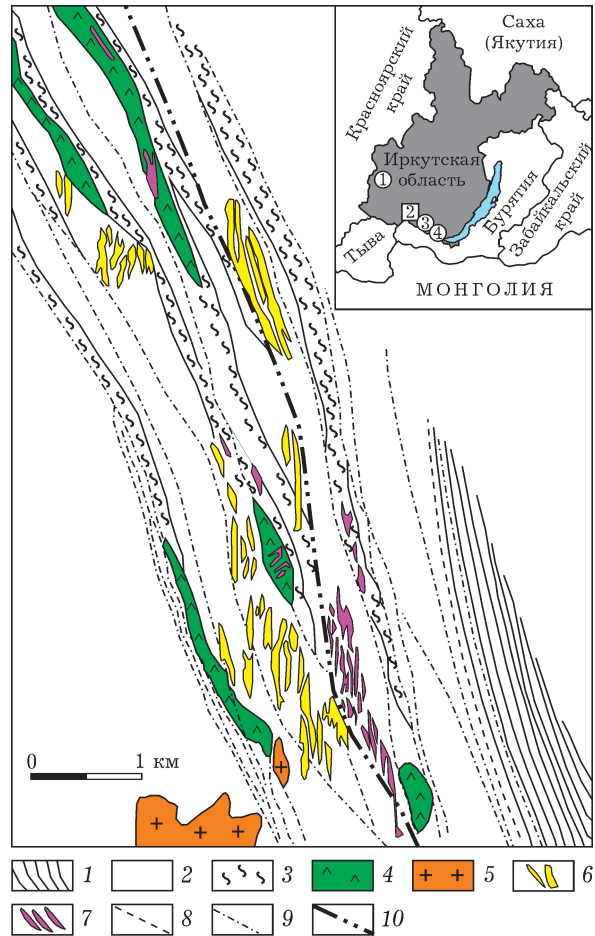 Саха
(Якутия)
Красноярский
край
Иркутская
область
1
2
3
4
Бурятия
Забайкальский
край
Тыва
МОНГОЛИЯ
0 1 км
1 2 3 4 5 6
7 8 9 10